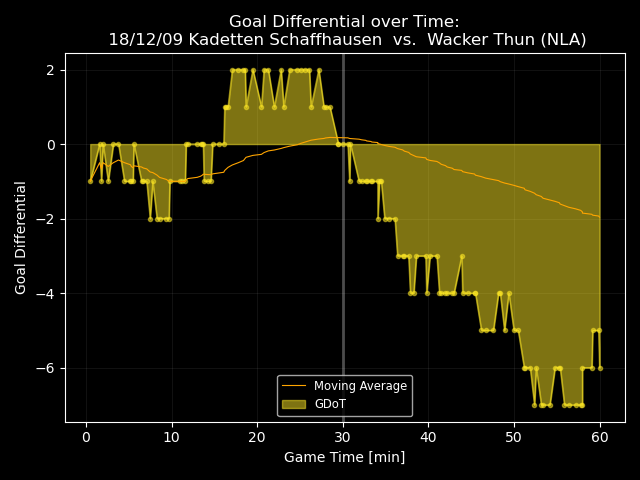 Goal Differential over Time:
18/12/09 Kadetten Schaffhausen  vs.  Wacker Thun (NLA)
Goal Differential
2
0
−2
−4
−6
Moving Average
GDoT
0 10 20 30 40 50 60
Game Time [min]